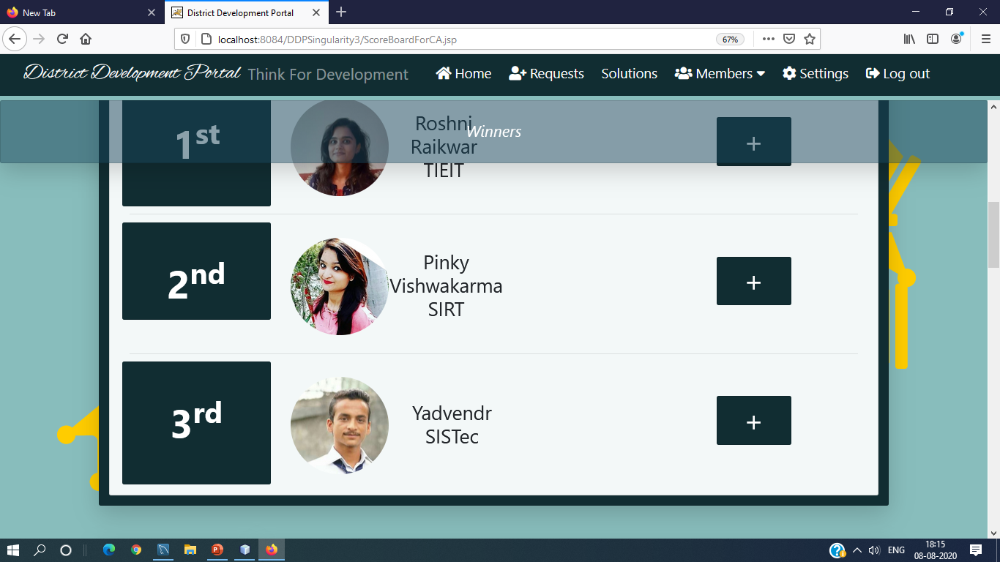 New Tab
District Development Portal
localhost:8084/DDPSingularity3/ScoreBoardForCA.jsp
67%
District Development Portal Think For Development Home Requests Solutions Members Settings Log out
Winners
1st
Roshni
Raikwar
TIEIT
+
2nd
Pinky
Vishwakarma
SIRT
+
3rd
Yadvendr
SISTec
+
ENG
18:15
08-08-2020